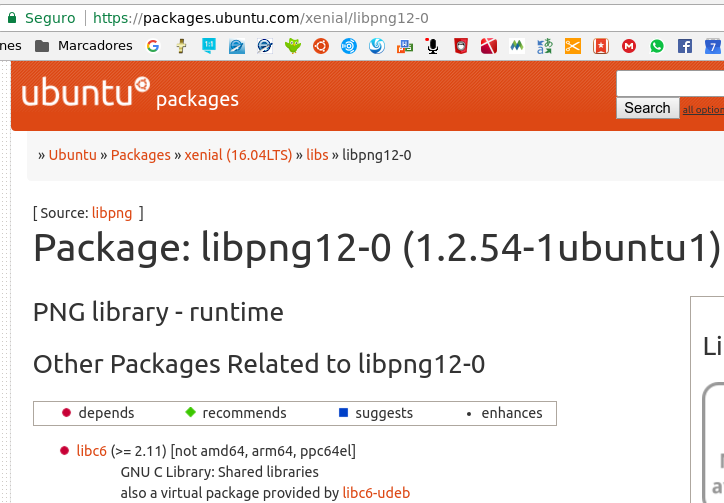 Seguro https://packages.ubuntu.com/xenial/libpng12-0
nes Marcadores
ubuntu packages
Search all option
» Ubuntu » Packages » xenial (16.04LTS) » libs » libpng12-0
[ Source: libpng ]
Package: libpng12-0 (1.2.54-1ubuntu1)
PNG library - runtime
Li
Other Packages Related to libpng12-0
depends recommends suggests enhances
libc6 (>= 2.11) [not amd64, arm64, ppc64el]
GNU C Library: Shared libraries
also a virtual package provided by libc6-udeb